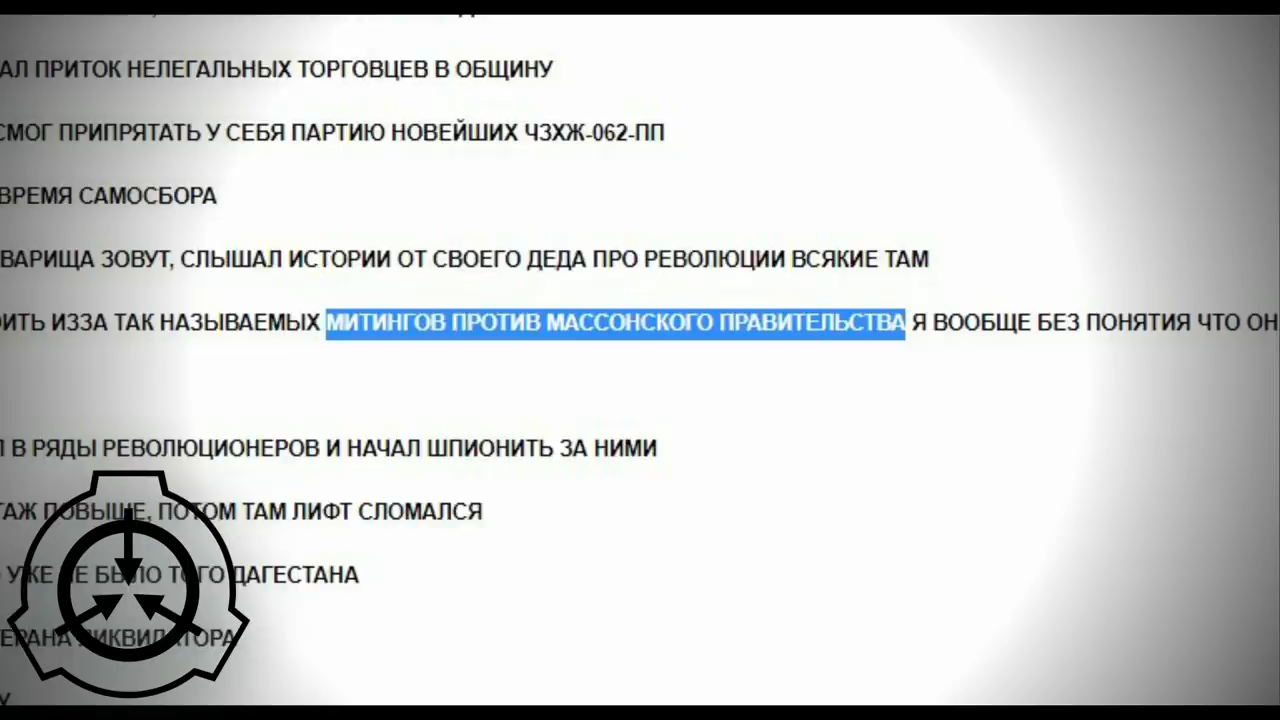 АЛ ПРИТОК НЕЛЕГАЛЬНЫХ ТОРГОВЦЕВ В ОБЩИНУ
СМОГ ПРИПРЯТАТЬ У СЕБЯ ПАРТИЮ НОВЕЙШИХ ЧЗХЖ-062-ПП
ВРЕМЯ САМОСБОРА
ВАРИЩА ЗОВУТ, СЛЫШАЛ ИСТОРИИ ОТ СВОЕГО ДЕДА ПРО РЕВОЛЮЦИИ ВСЯКИЕ ТАМ
ОИТЬ ИЗЗА ТАК НАЗЫВАЕМЫХ МИТИНГОВ ПРОТИВ МАССОНСКОГО ПРАВИТЕЛЬСТВА Я ВООБЩЕ БЕЗ ПОНЯТИЯ ЧТО ОН
Л В РЯДЫ РЕВОЛЮЦИОНЕРОВ И НАЧАЛ ШПИОНИТЬ ЗА НИМИ
ТАЖ ПОВЫШЕ, ПОТОМ ТАМ ЛИФТ СЛОМАЛСЯ
УЖЕ НЕ БЫЛО ТОГО ДАГЕСТАНА
ТЕРАНА ЛИКВИДАТОРА
У